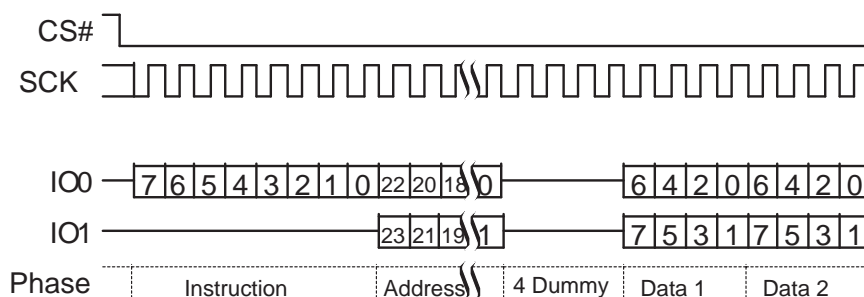 CS#
SCK
IO0 7 6 5 4 3 2 1 0 22 20 18 0 6 4 2 0 6 4 2 0
IO1 23 21 19 1 7 5 3 1 7 5 3 1
Phase Instruction Address 4 Dummy Data 1 Data 2